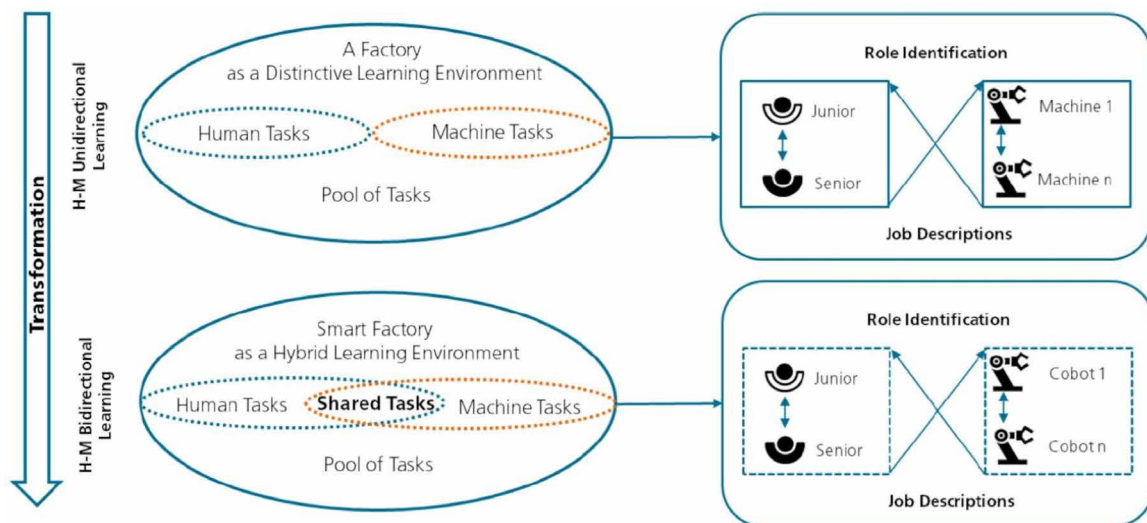 Transformation
H-M Unidirectional
Learning
A Factory
as a Distinctive Learning Environment
Human Tasks
Machine Tasks
Pool of Tasks
Role Identification
Junior
Senior
Machine 1
Machine n
Job Descriptions
H-M Bidirectional
Learning
Smart Factory
as a Hybrid Learning Environment
Human Tasks
Shared Tasks
Machine Tasks
Pool of Tasks
Role Identification
Junior
Senior
Cobot 1
Cobot n
Job Descriptions